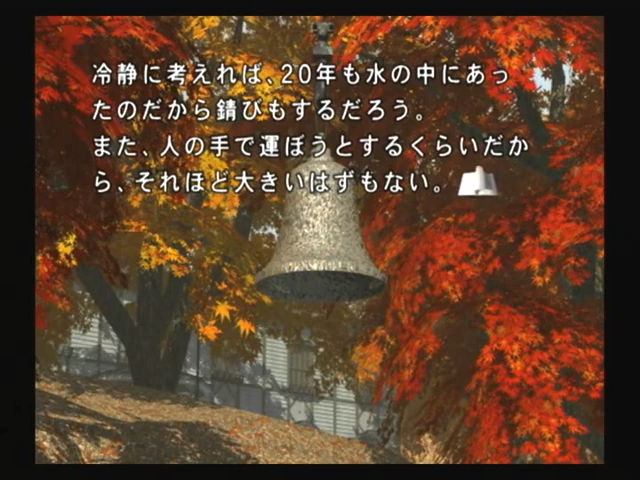 冷静に考えれば、20年も水の中にあっ
たのだから錆びもするだろう。
また、人の手で運ぼうとするくらいだか
ら、それほど大きいはずもない。